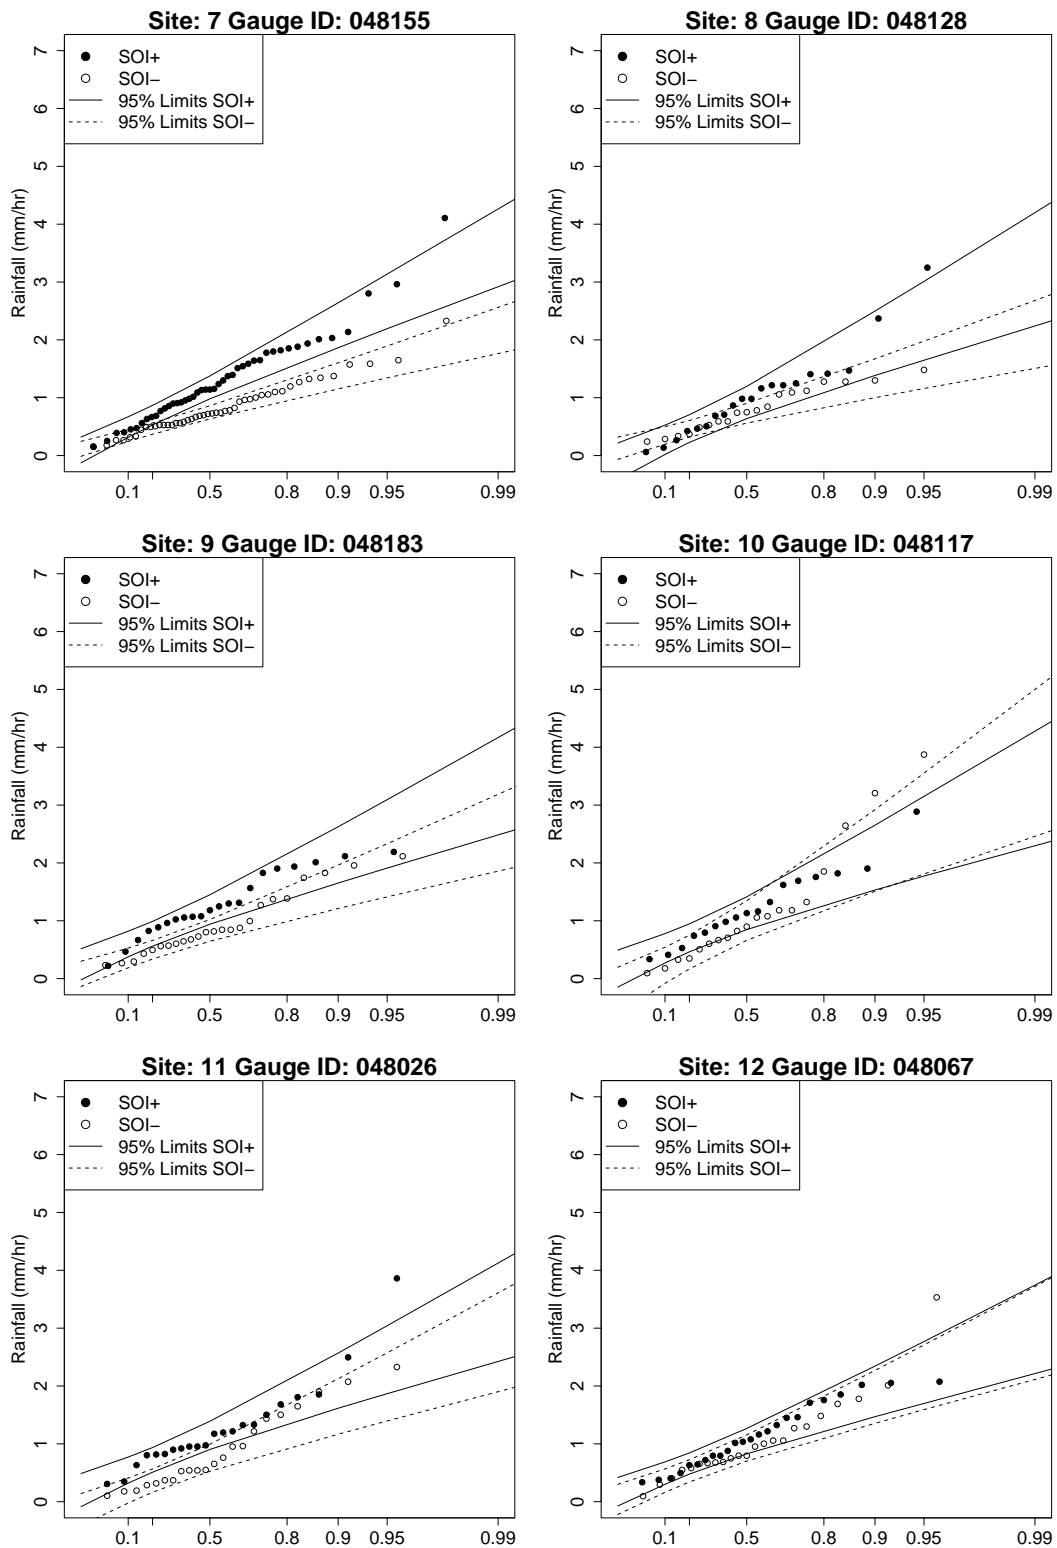 Site: 7 Gauge ID: 048155
SOI+
SOI−
95% Limits SOI+
95% Limits SOI−
Rainfall (mm/hr)
0 1 2 3 4 5 6 7
0.1 0.5 0.8 0.9 0.95 0.99
Site: 8 Gauge ID: 048128
SOI+
SOI−
95% Limits SOI+
95% Limits SOI−
Rainfall (mm/hr)
0 1 2 3 4 5 6 7
0.1 0.5 0.8 0.9 0.95 0.99
Site: 9 Gauge ID: 048183
SOI+
SOI−
95% Limits SOI+
95% Limits SOI−
Rainfall (mm/hr)
0 1 2 3 4 5 6 7
0.1 0.5 0.8 0.9 0.95 0.99
Site: 10 Gauge ID: 048117
SOI+
SOI−
95% Limits SOI+
95% Limits SOI−
Rainfall (mm/hr)
0 1 2 3 4 5 6 7
0.1 0.5 0.8 0.9 0.95 0.99
Site: 11 Gauge ID: 048026
SOI+
SOI−
95% Limits SOI+
95% Limits SOI−
Rainfall (mm/hr)
0 1 2 3 4 5 6 7
0.1 0.5 0.8 0.9 0.95 0.99
Site: 12 Gauge ID: 048067
SOI+
SOI−
95% Limits SOI+
95% Limits SOI−
Rainfall (mm/hr)
0 1 2 3 4 5 6 7
0.1 0.5 0.8 0.9 0.95 0.99